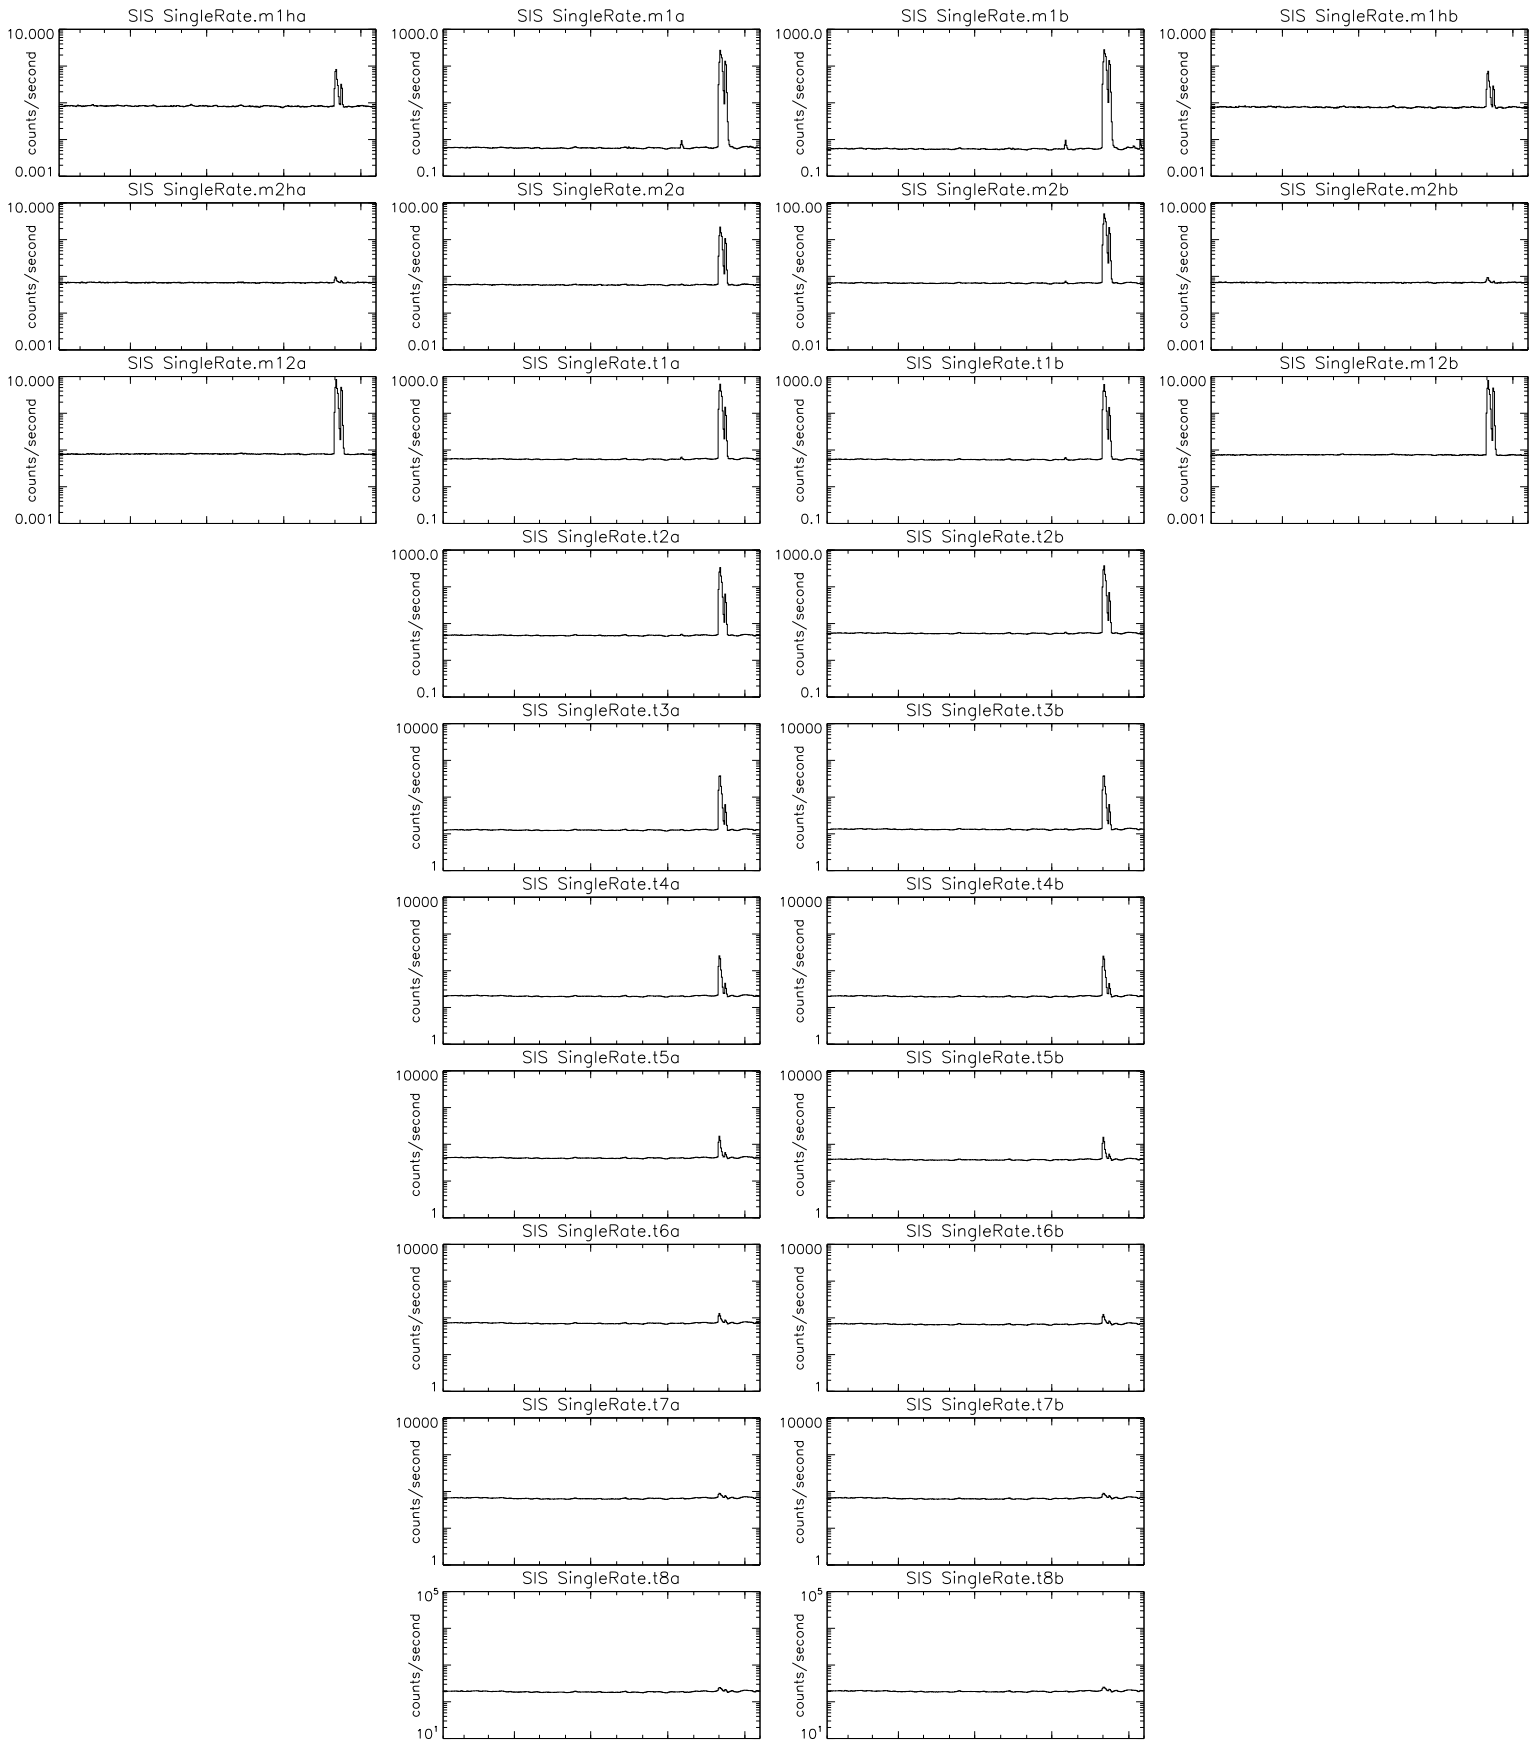 SIS SingleRate.m1ha
10.000
counts/second
0.001
SIS SingleRate.m1a
1000.0
counts/second
0.1
SIS SingleRate.m1b
1000.0
counts/second
0.1
SIS SingleRate.m1hb
10.000
counts/second
0.001
SIS SingleRate.m2ha
10.000
counts/second
0.001
SIS SingleRate.m2a
100.00
counts/second
0.01
SIS SingleRate.m2b
100.00
counts/second
0.01
SIS SingleRate.m2hb
10.000
counts/second
0.001
SIS SingleRate.m12a
10.000
counts/second
0.001
SIS SingleRate.t1a
1000.0
counts/second
0.1
SIS SingleRate.t1b
1000.0
counts/second
0.1
SIS SingleRate.m12b
10.000
counts/second
0.001
SIS SingleRate.t2a
1000.0
counts/second
0.1
SIS SingleRate.t2b
1000.0
counts/second
0.1
SIS SingleRate.t3a
10000
counts/second
1
SIS SingleRate.t3b
10000
counts/second
1
SIS SingleRate.t4a
10000
counts/second
1
SIS SingleRate.t4b
10000
counts/second
1
SIS SingleRate.t5a
10000
counts/second
1
SIS SingleRate.t5b
10000
counts/second
1
SIS SingleRate.t6a
10000
counts/second
1
SIS SingleRate.t6b
10000
counts/second
1
SIS SingleRate.t7a
10000
counts/second
1
SIS SingleRate.t7b
10000
counts/second
1
SIS SingleRate.t8a
10⁵
counts/second
10¹
SIS SingleRate.t8b
10⁵
counts/second
10¹